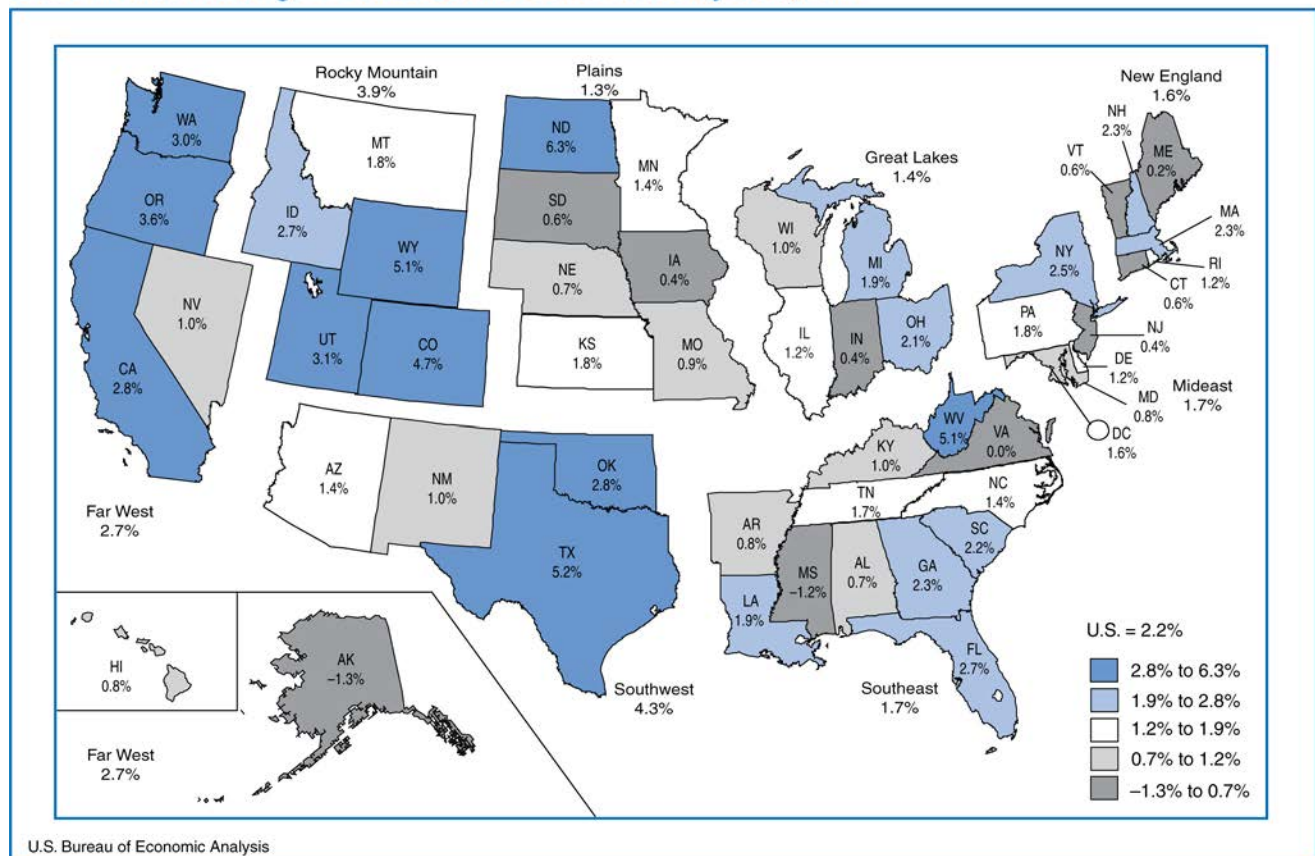 Rocky Mountain
3.9%
Plains
1.3%
New England
1.6%
WA
3.0%
MT
1.8%
ND
6.3%
MN
1.4%
Great Lakes
1.4%
NH
2.3%
VT
0.6%
ME
0.2%
OR
3.6%
ID
2.7%
WY
5.1%
SD
0.6%
WI
1.0%
MI
1.9%
NY
2.5%
MA
2.3%
RI
1.2%
CT
0.6%
NV
1.0%
NE
0.7%
IA
0.4%
PA
1.8%
NJ
0.4%
CA
2.8%
UT
3.1%
CO
4.7%
KS
1.8%
MO
0.9%
IL
1.2%
IN
0.4%
OH
2.1%
DE
1.2%
MD
0.8%
Mideast
1.7%
DC
1.6%
WV
5.1%
VA
0.0%
KY
1.0%
AZ
1.4%
NM
1.0%
OK
2.8%
TN
1.7%
NC
1.4%
Far West
2.7%
TX
5.2%
AR
0.8%
SC
2.2%
MS
–1.2%
AL
0.7%
GA
2.3%
LA
1.9%
FL
2.7%
HI
0.8%
AK
–1.3%
Southwest
4.3%
Southeast
1.7%
Far West
2.7%
U.S. = 2.2%
2.8% to 6.3%
1.9% to 2.8%
1.2% to 1.9%
0.7% to 1.2%
–1.3% to 0.7%
U.S. Bureau of Economic Analysis